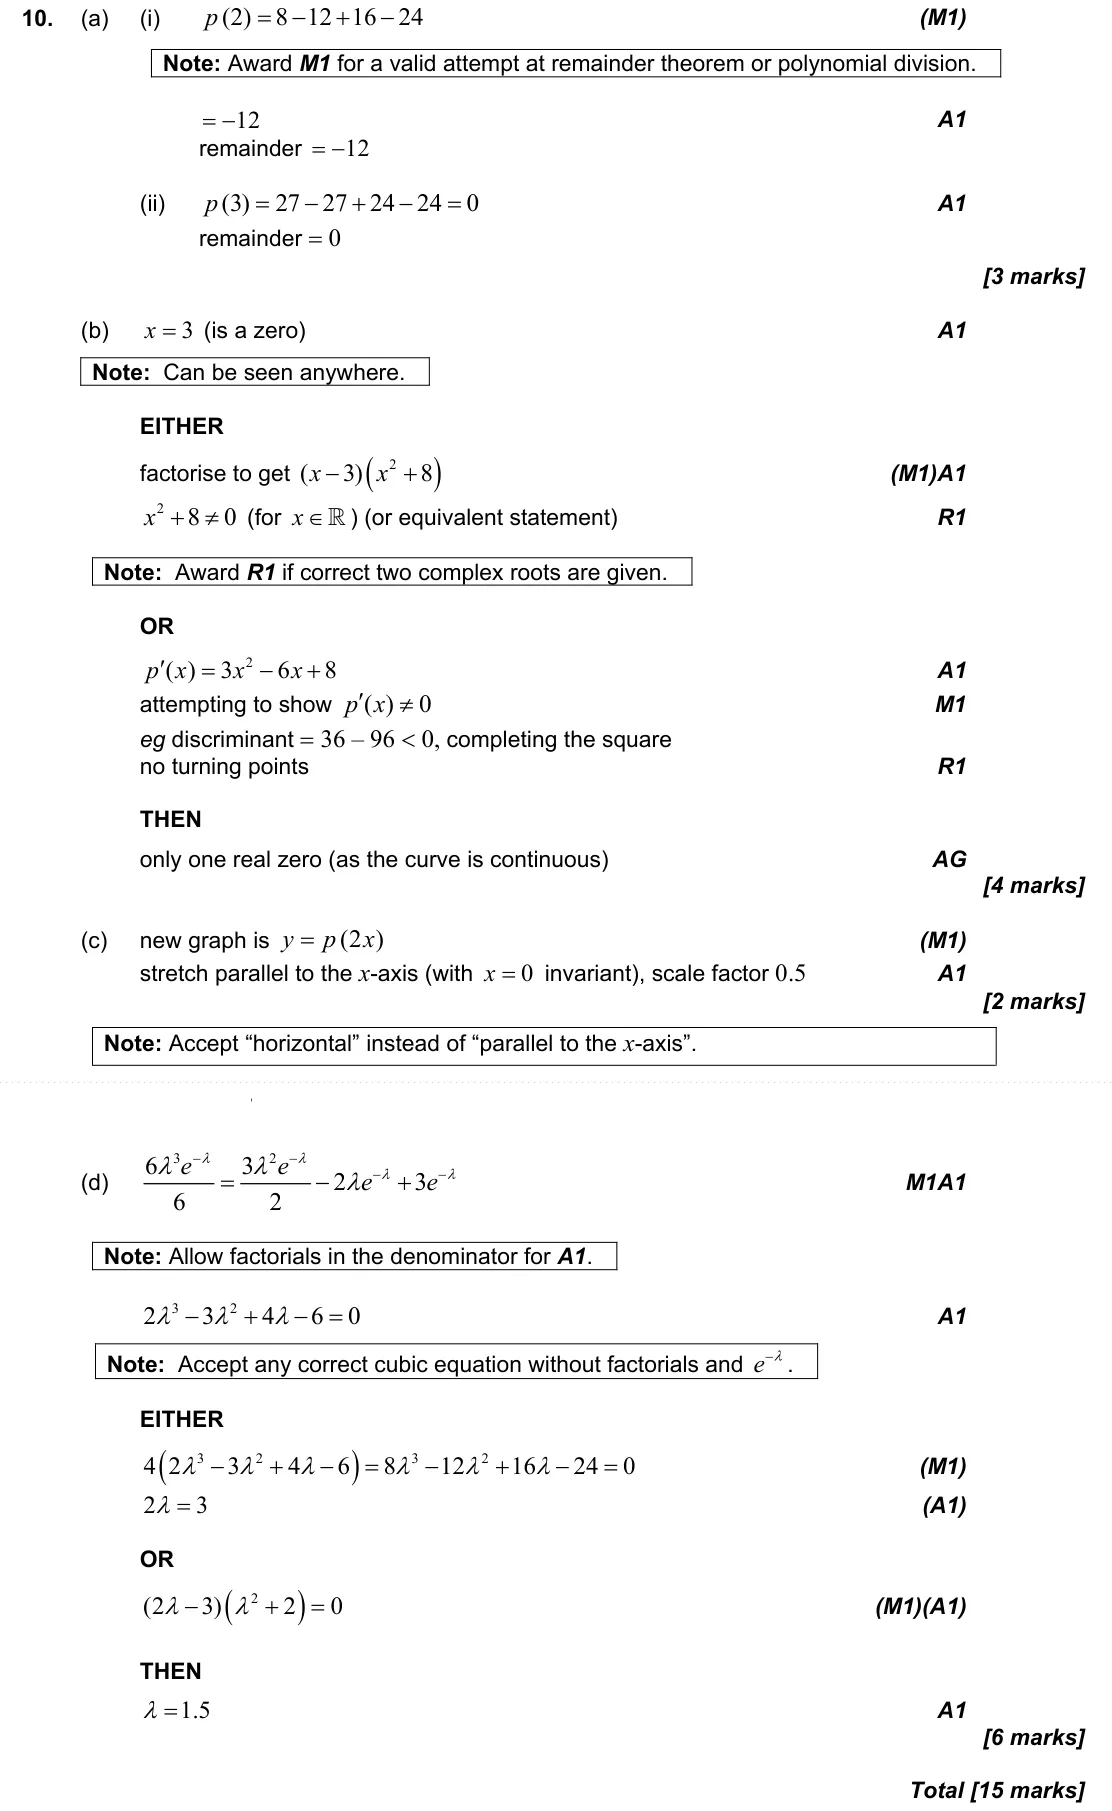 10. (a) (i) p(2) = 8 − 12 + 16 − 24 (M1)
Note: Award M1 for a valid attempt at remainder theorem or polynomial division.
= −12 A1
remainder = −12
(ii) p(3) = 27 − 27 + 24 − 24 = 0 A1
remainder = 0
[3 marks]
(b) x = 3 (is a zero) A1
Note: Can be seen anywhere.
EITHER
factorise to get (x − 3)(x² + 8) (M1)A1
x² + 8 ≠ 0 (for x ∈ ℝ) (or equivalent statement) R1
Note: Award R1 if correct two complex roots are given.
OR
p′(x) = 3x² − 6x + 8 A1
attempting to show p′(x) ≠ 0 M1
eg discriminant = 36 – 96 < 0, completing the square
no turning points R1
THEN
only one real zero (as the curve is continuous) AG
[4 marks]
(c) new graph is y = p(2x) (M1)
stretch parallel to the x-axis (with x = 0 invariant), scale factor 0.5 A1
[2 marks]
Note: Accept “horizontal” instead of “parallel to the x-axis”.
(d) 6λ³e^−λ / 6 = 3λ²e^−λ / 2 − 2λe^−λ + 3e^−λ M1A1
Note: Allow factorials in the denominator for A1.
2λ³ − 3λ² + 4λ − 6 = 0 A1
Note: Accept any correct cubic equation without factorials and e^−λ.
EITHER
4(2λ³ − 3λ² + 4λ − 6) = 8λ³ − 12λ² + 16λ − 24 = 0 (M1)
2λ = 3 (A1)
OR
(2λ − 3)(λ² + 2) = 0 (M1)(A1)
THEN
λ = 1.5 A1
[6 marks]
Total [15 marks]